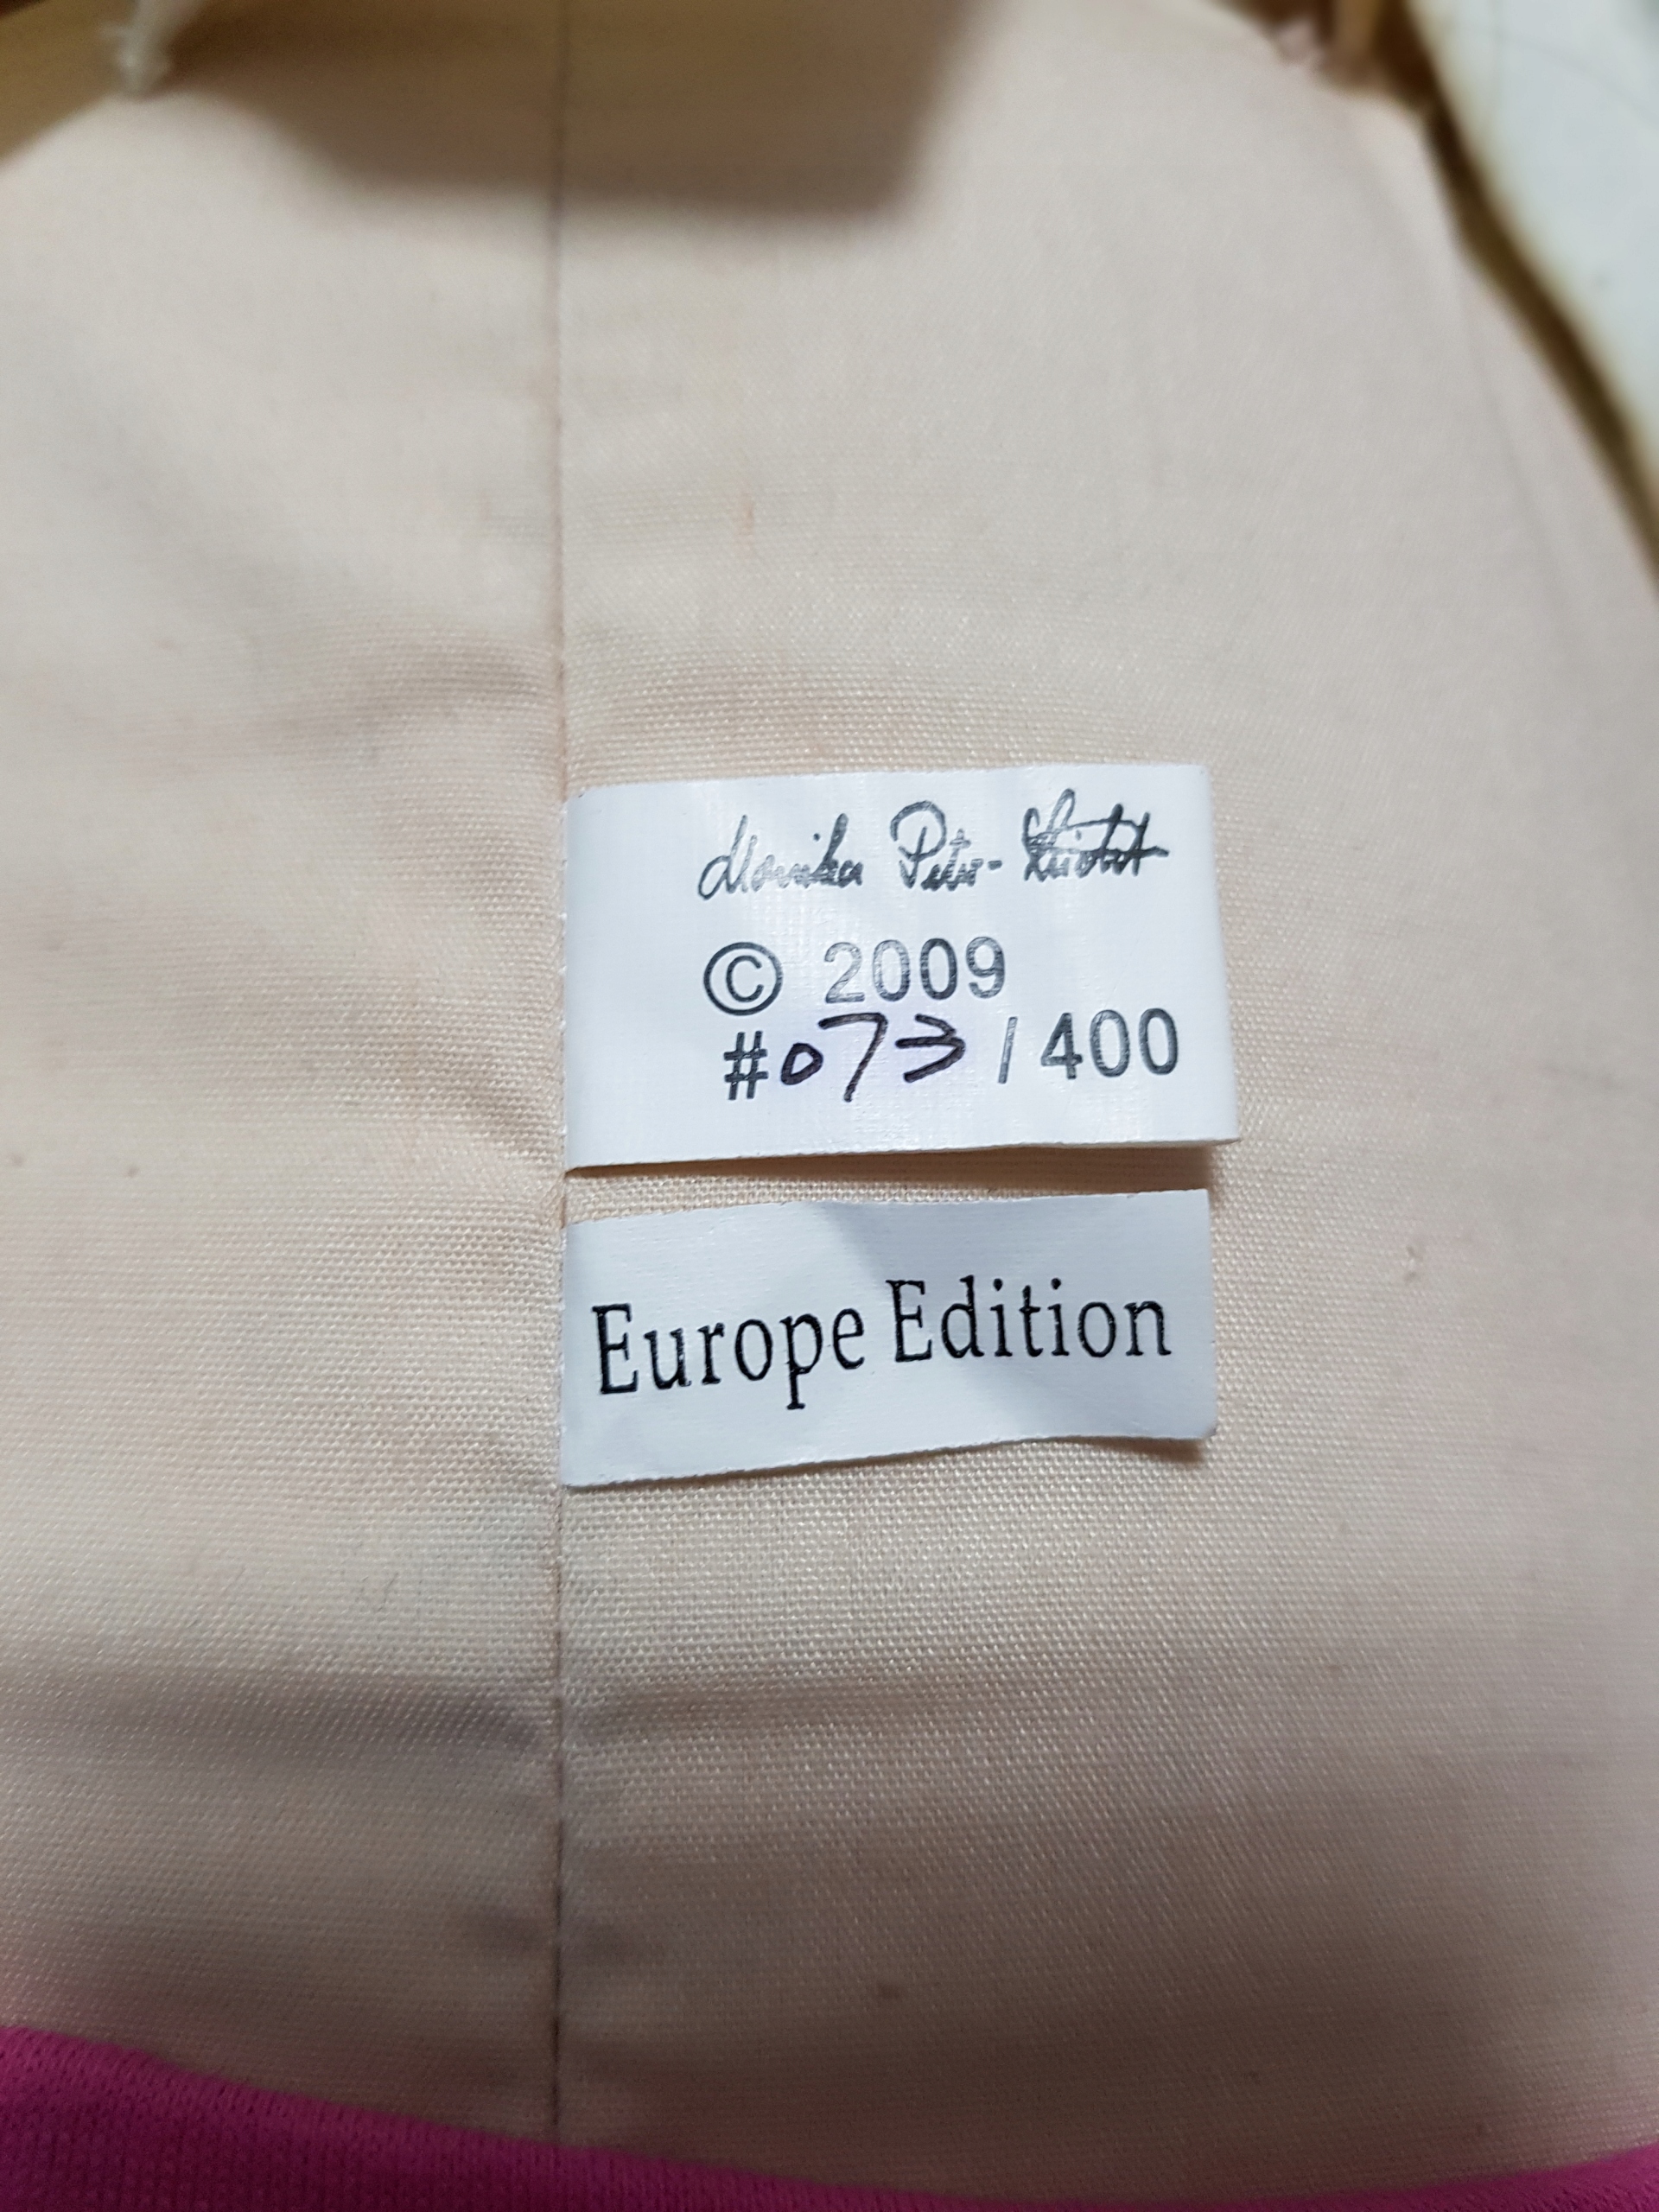 Monika Peter-Leicht
© 2009
#073/400
Europe Edition